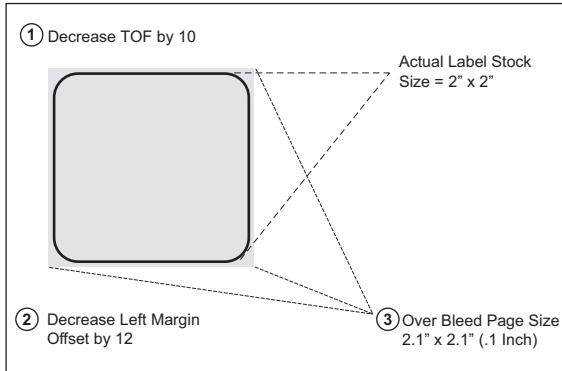 1 Decrease TOF by 10
Actual Label Stock
Size = 2” x 2”
2 Decrease Left Margin
Offset by 12
3 Over Bleed Page Size
2.1” x 2.1” (.1 Inch)